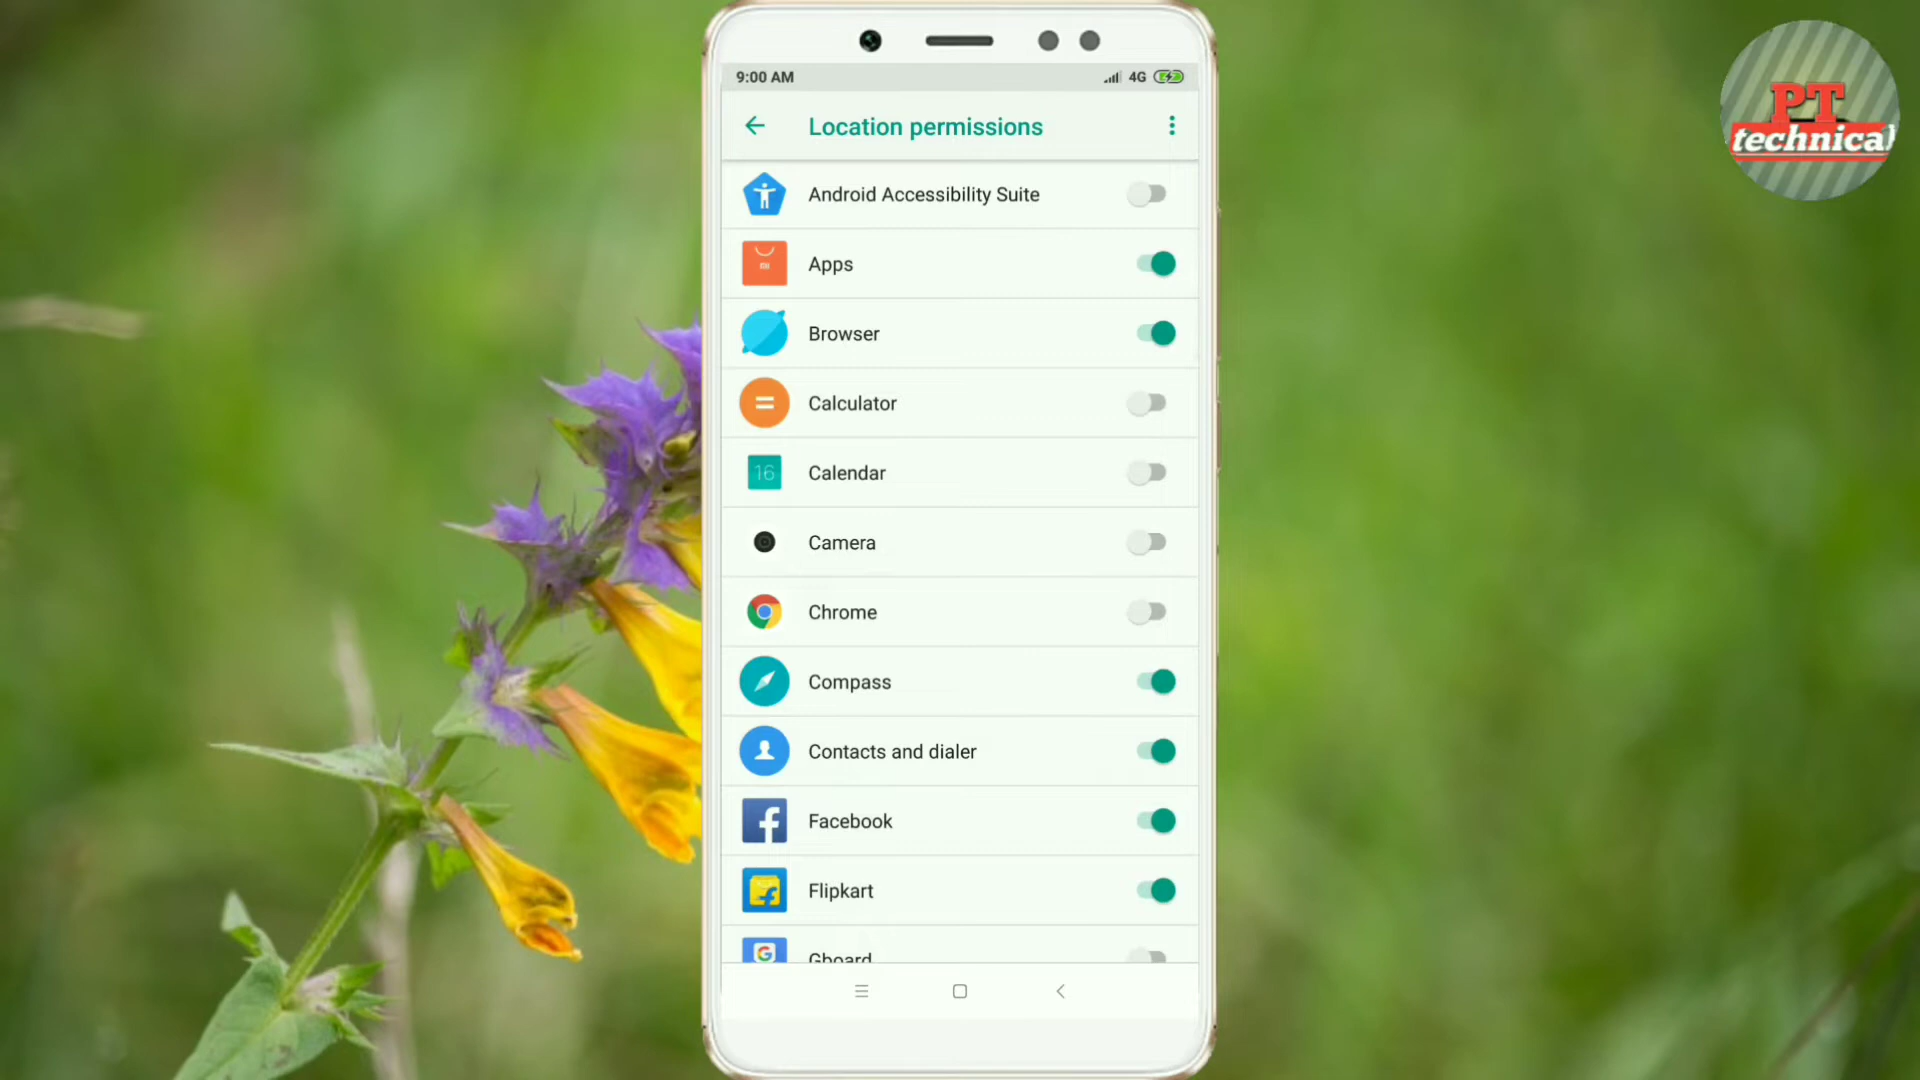 9:00 AM 4G
Location permissions
Android Accessibility Suite
Apps
Browser
Calculator
16 Calendar
Camera
Chrome
Compass
Contacts and dialer
Facebook
Flipkart
Gboard
PT
technical